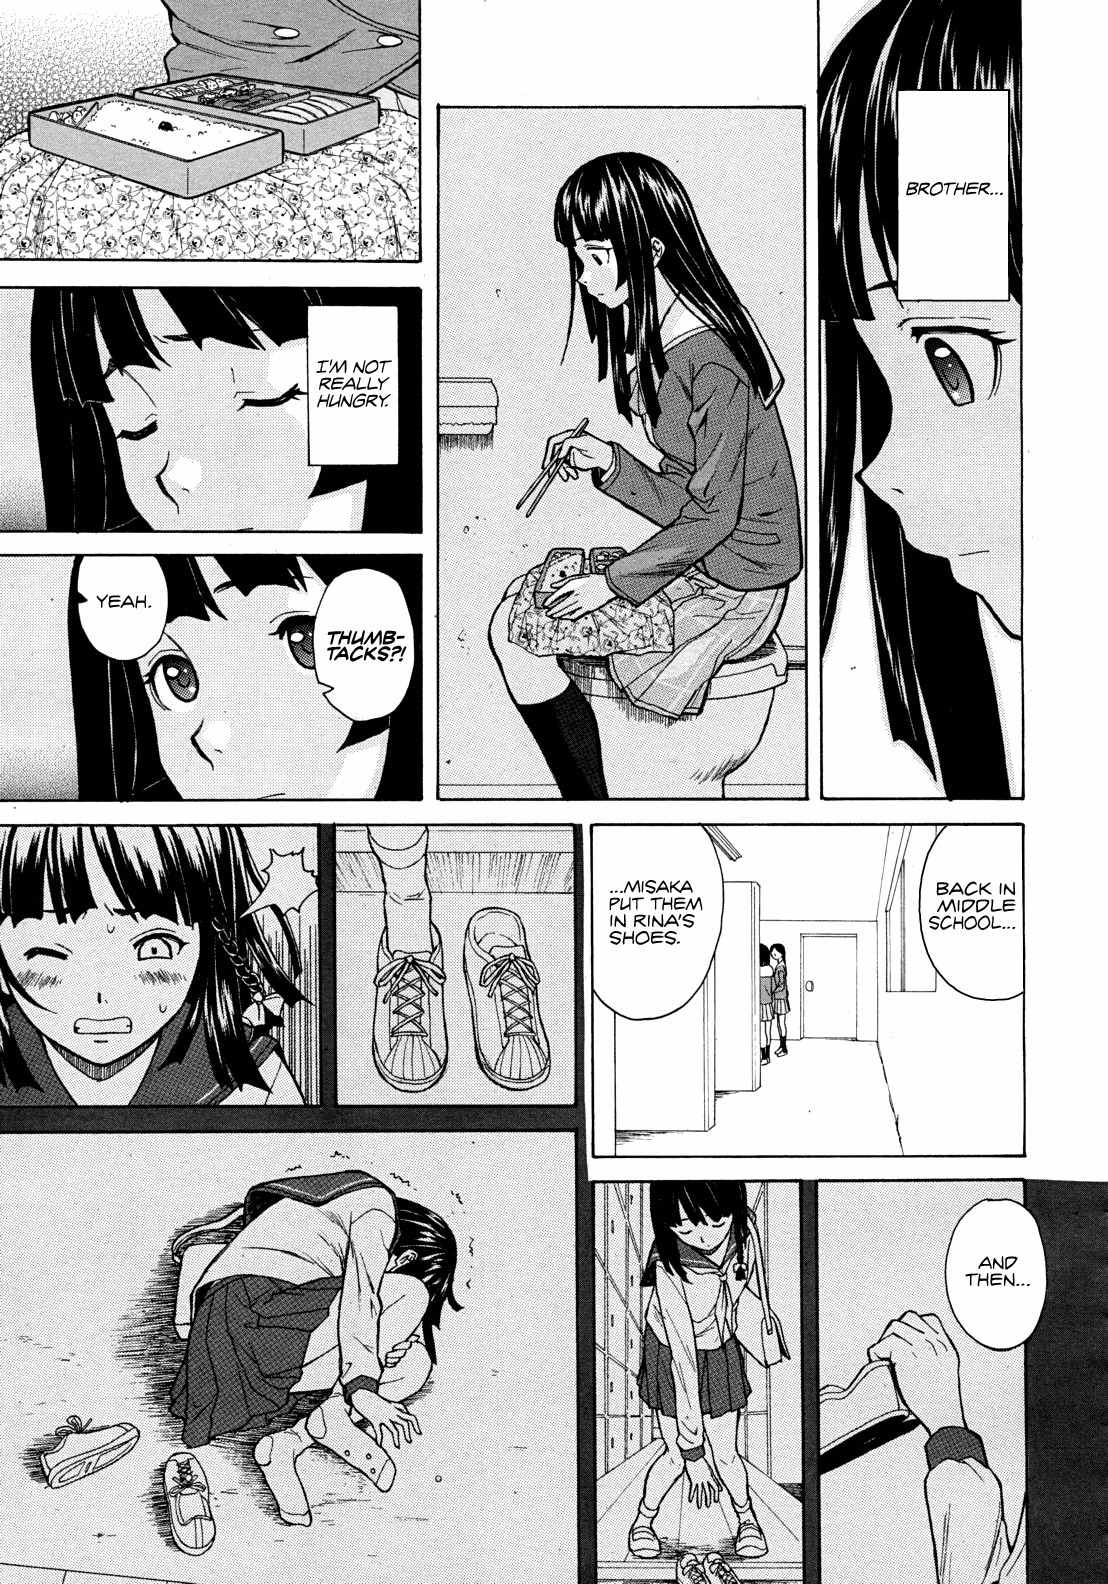 BROTHER...
I'M NOT
REALLY
HUNGRY.
THUMB-
TACKS?!
YEAH.
BACK IN
MIDDLE
SCHOOL...
...MISAKA
PUT THEM
IN RINA'S
SHOES.
AND
THEN...